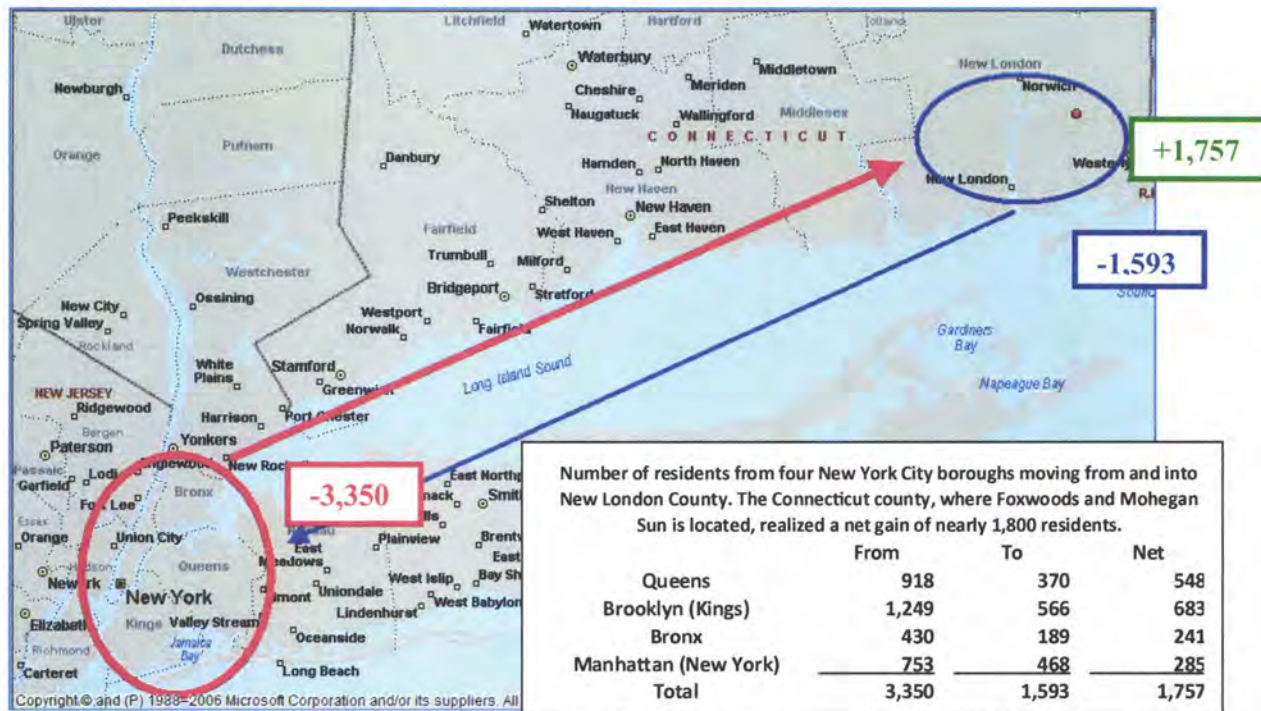 Ulster
Litchfield
Hartford
Tolland
Watertown
Dutchess
Waterbury
Middletown
New London
Newburgh
Cheshire
Meriden
Norwich
Naugatuck
Wallingford
Middlesex
CONNECTICUT
+1,757
Orange
Putnam
Danbury
Hamden
North Haven
New London
New Haven
Shelton
New Haven
Peekskill
West Haven
East Haven
Fairfield
Trumbull
Milford
-1,593
Westchester
Bridgeport
Stratford
New City
Ossining
Westport
Spring Valley
Norwalk
Fairfield
Rockland
Gardiners
Bay
White
Plains
Stamford
Greenwich
Long Island Sound
Napeague Bay
NEW JERSEY
Ridgewood
Harrison
Port Chester
Bergen
Yonkers
Paterson
Passaic
Lodi
New Roch
Garfield
Bronx
-3,350
East Northp
Fort Lee
Smit
Essex
Orange
Union City
Plainview
Brentw
Hudson
Queens
East
Meadows
East
Newark
West Islip
Bay Sh
New York
Uniondale
West Babylon
Lindenhurst
Elizabeth
Kings
Valley Stream
Oceanside
Richmond
Jamaica
Bay
Carteret
Long Beach
Copyright © and (P) 1988–2006 Microsoft Corporation and/or its suppliers. All
Number of residents from four New York City boroughs moving from and into
New London County. The Connecticut county, where Foxwoods and Mohegan
Sun is located, realized a net gain of nearly 1,800 residents.
From To Net
Queens 918 370 548
Brooklyn (Kings) 1,249 566 683
Bronx 430 189 241
Manhattan (New York) 753 468 285
Total 3,350 1,593 1,757